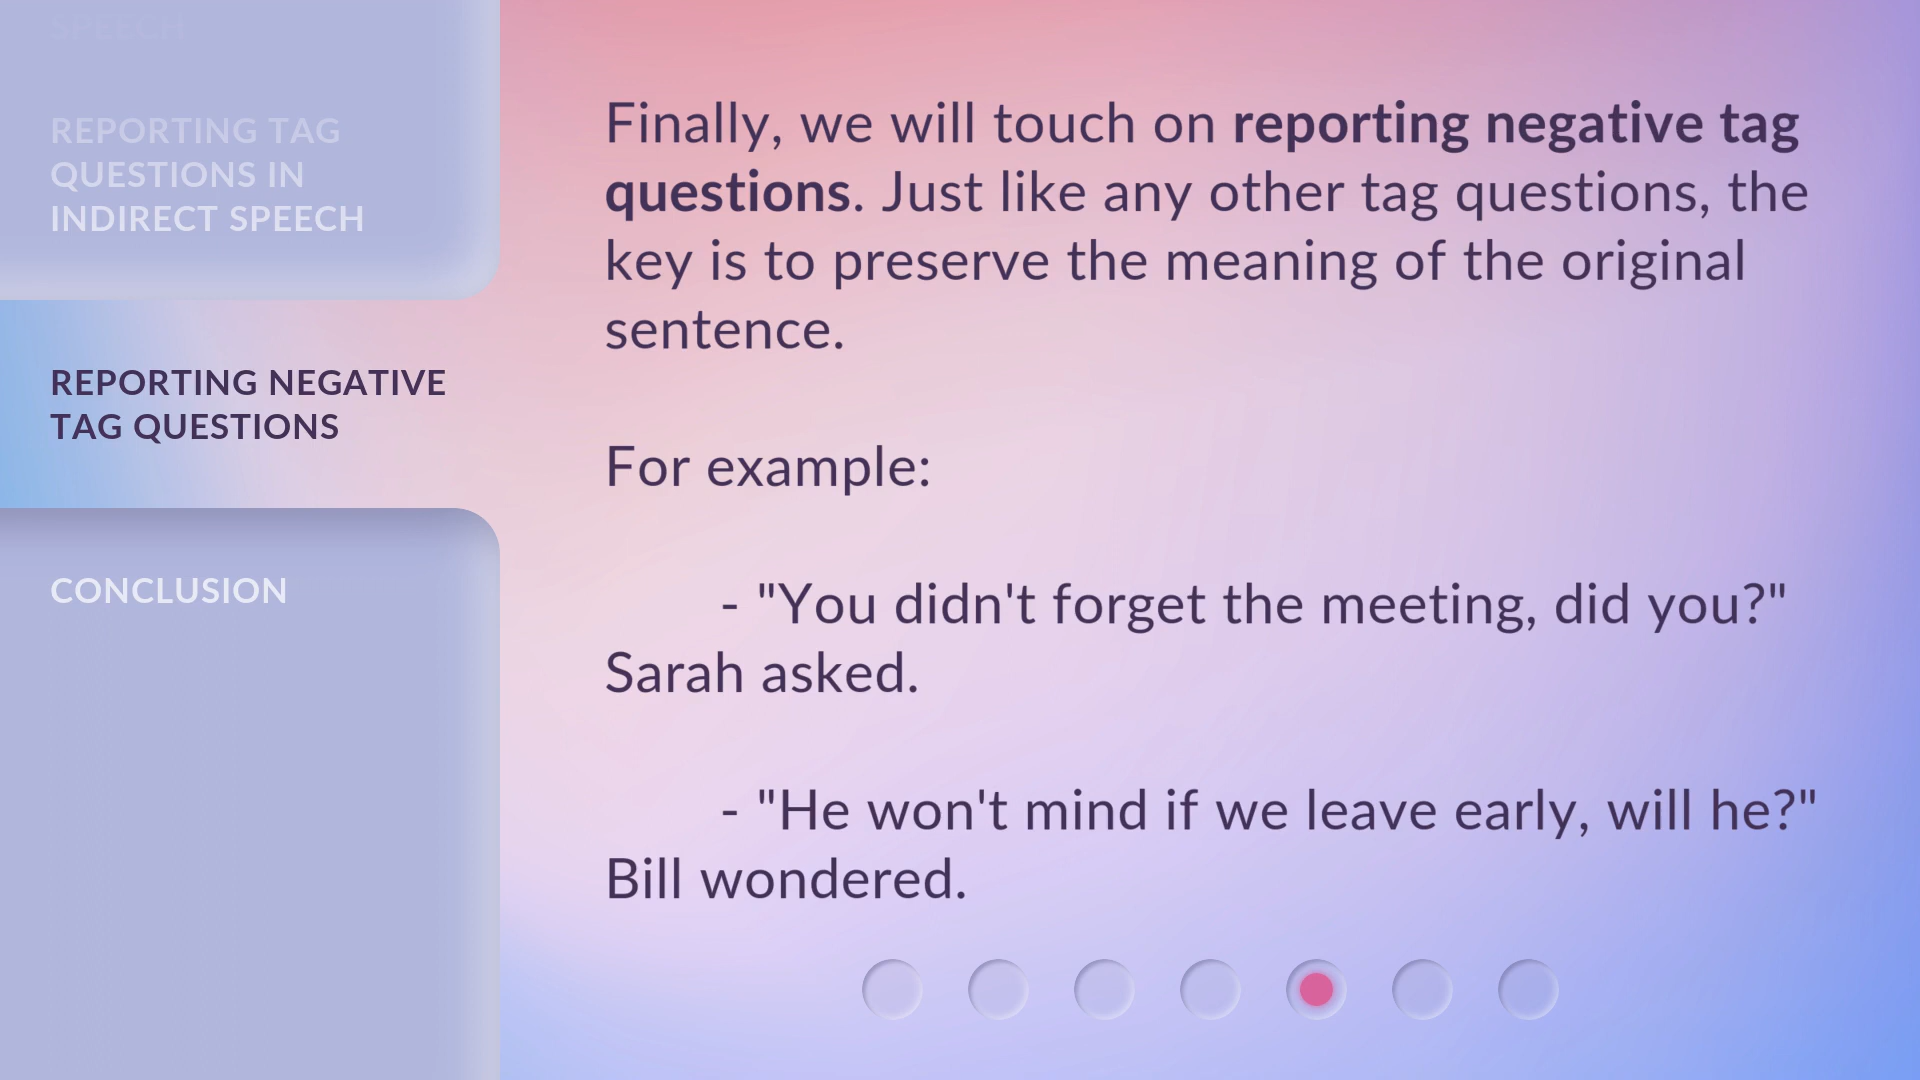 SPEECH
REPORTING TAG
QUESTIONS IN
INDIRECT SPEECH
REPORTING NEGATIVE
TAG QUESTIONS
CONCLUSION
Finally, we will touch on reporting negative tag
questions. Just like any other tag questions, the
key is to preserve the meaning of the original
sentence.
For example:
- "You didn't forget the meeting, did you?"
Sarah asked.
- "He won't mind if we leave early, will he?"
Bill wondered.